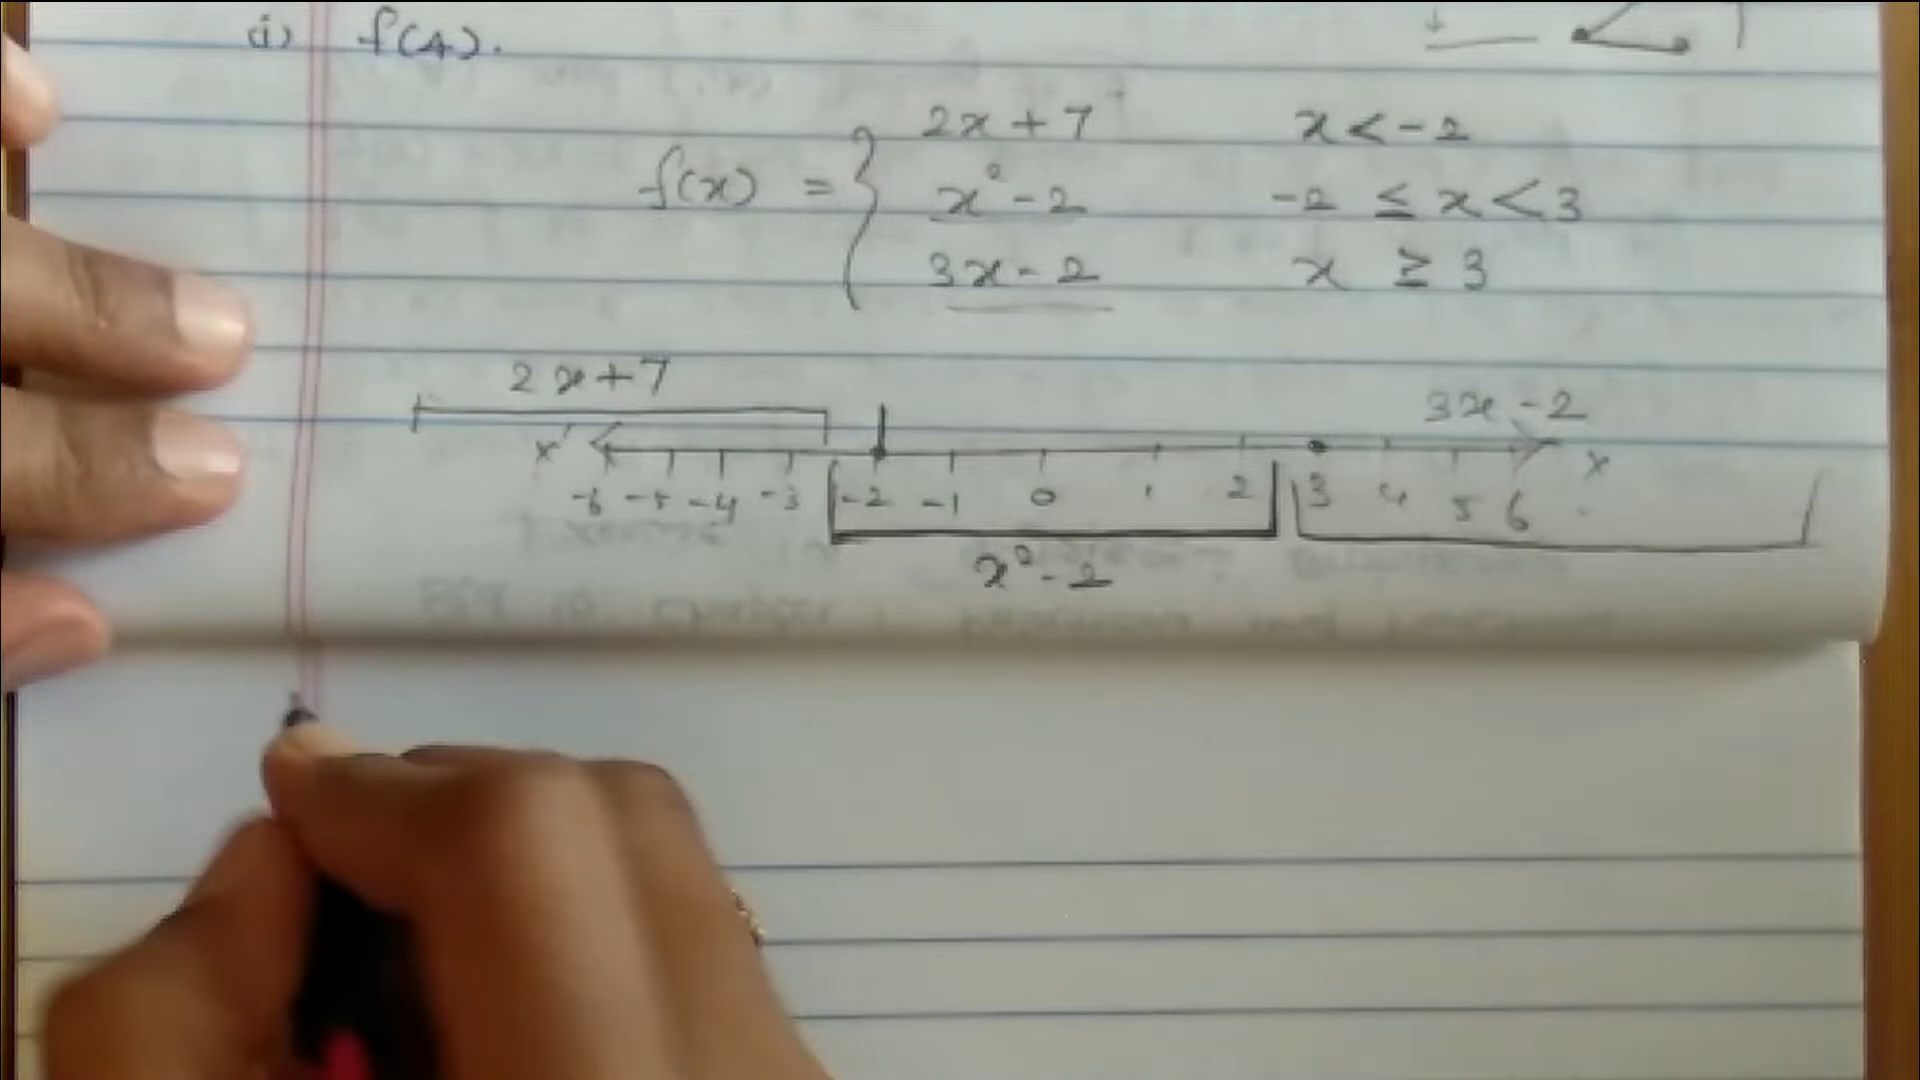 (i) f(4).
2x + 7 x < -2
f(x) = { x² - 2 -2 ≤ x < 3
3x - 2 x ≥ 3
2x+7
3x - 2
x' x
-6 -5 -4 -3 -2 -1 0 1 2 3 4 5 6
x² - 2